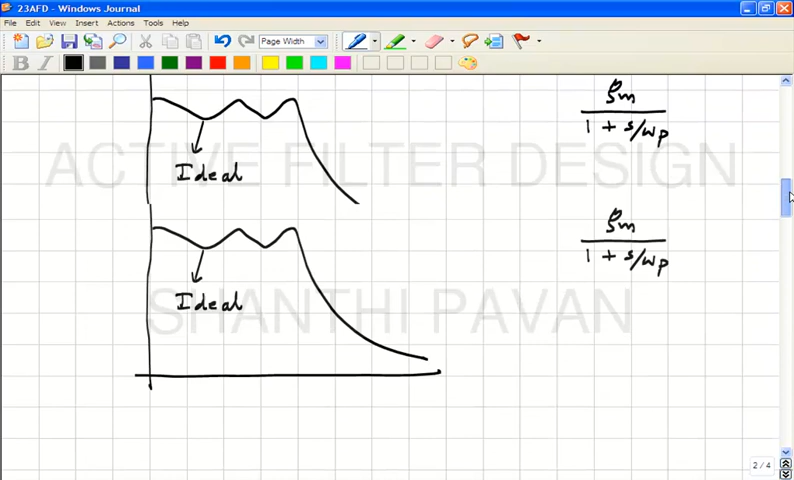 23AFD - Windows Journal
File Edit View Insert Actions Tools Help
Page Width
B I
gm
1 + s/ωp
Ideal
ACTIVE FILTER DESIGN
gm
1 + s/ωp
Ideal
SHANTHI PAVAN
2 / 4